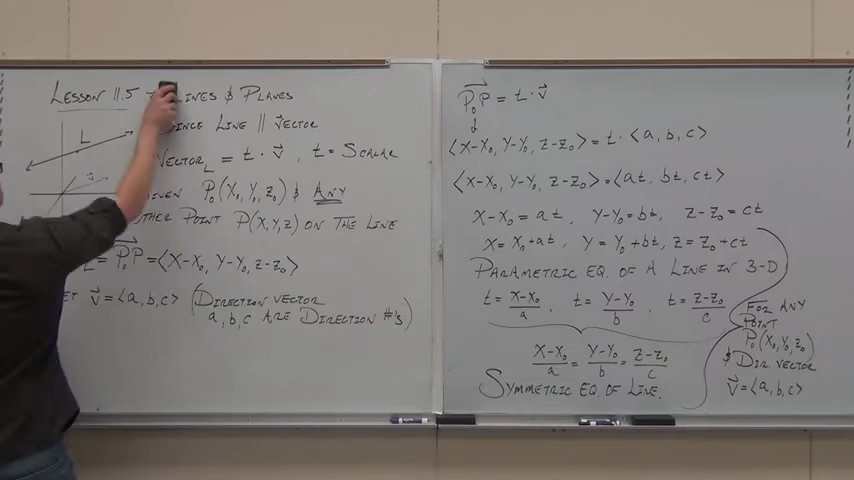 LESSON 11.5 – LINES & PLANES
L
SINCE LINE || VECTOR
VECTOR_L = t · v⃗ , t = SCALAR
v⃗
P₀(X₀, Y₀, Z₀) & ANY
OTHER POINT P(X, Y, Z) ON THE LINE
L = P₀P = ⟨X-X₀, Y-Y₀, Z-Z₀⟩
v⃗ = ⟨a, b, c⟩ (DIRECTION VECTOR
a, b, c ARE DIRECTION #'S)
P₀P = t · v⃗
⟨X-X₀, Y-Y₀, Z-Z₀⟩ = t · ⟨a, b, c⟩
⟨X-X₀, Y-Y₀, Z-Z₀⟩ = ⟨at, bt, ct⟩
X-X₀ = at , Y-Y₀ = bt, Z-Z₀ = ct
X = X₀ + at , Y = Y₀ + bt, Z = Z₀ + ct
PARAMETRIC EQ. OF A LINE IN 3-D
t = (X-X₀)/a , t = (Y-Y₀)/b , t = (Z-Z₀)/c
(X-X₀)/a = (Y-Y₀)/b = (Z-Z₀)/c
SYMMETRIC EQ. OF LINE.
FOR ANY
POINT
P₀(X₀, Y₀, Z₀)
& DIR. VECTOR
v⃗ = ⟨a, b, c⟩